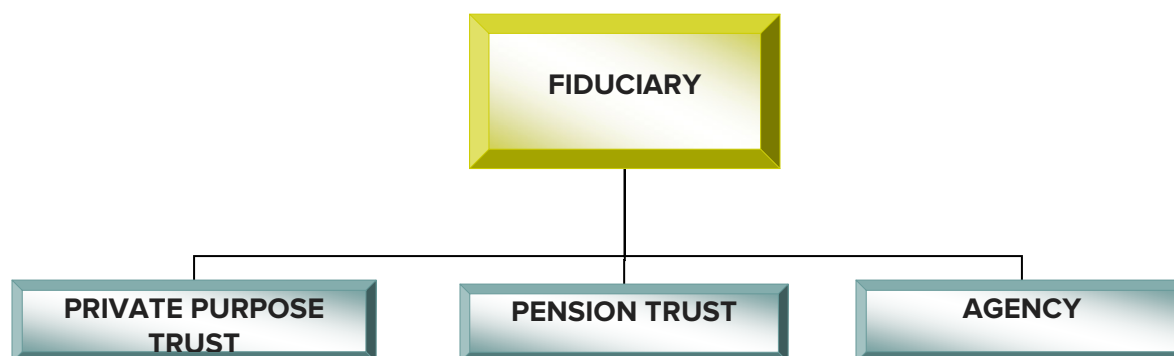 FIDUCIARY
PRIVATE PURPOSE
TRUST
PENSION TRUST
AGENCY